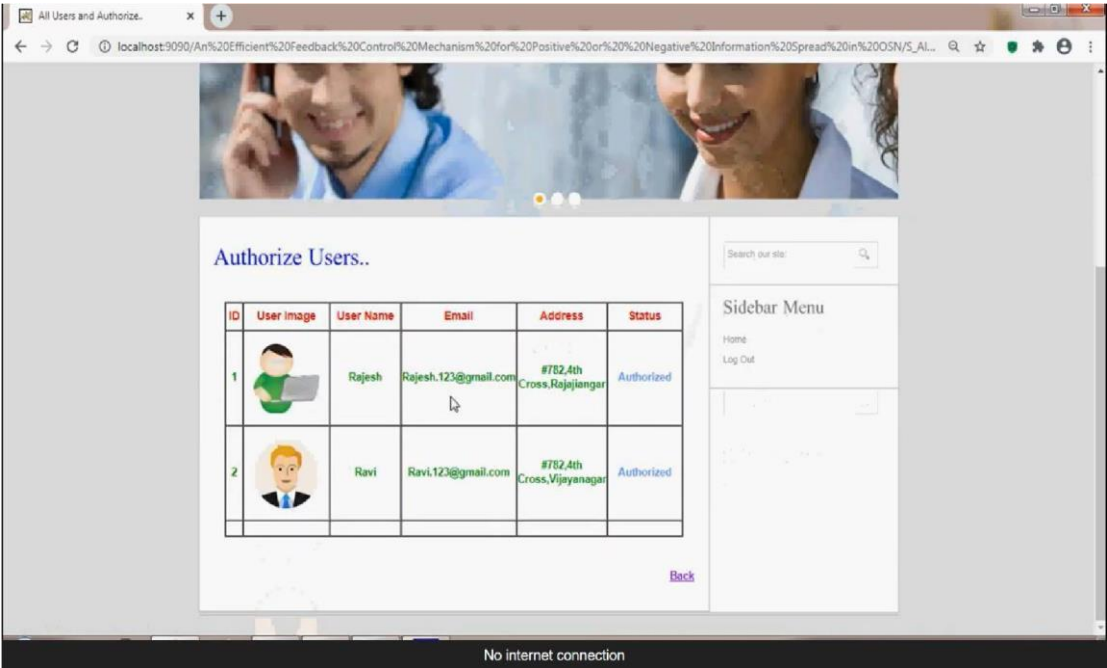 All Users and Authorize..
localhost:9090/An%20Efficient%20Feedback%20Control%20Mechanism%20for%20Positive%20or%20%20Negative%20Information%20Spread%20in%20OSN/S_Al...
Authorize Users..
Search our site:
ID User Image User Name Email Address Status
1 Rajesh Rajesh.123@gmail.com #782,4th Cross,Rajajiangar Authorized
2 Ravi Ravi.123@gmail.com #782,4th Cross,Vijayanagar Authorized
Back
Sidebar Menu
Home
Log Out
No internet connection